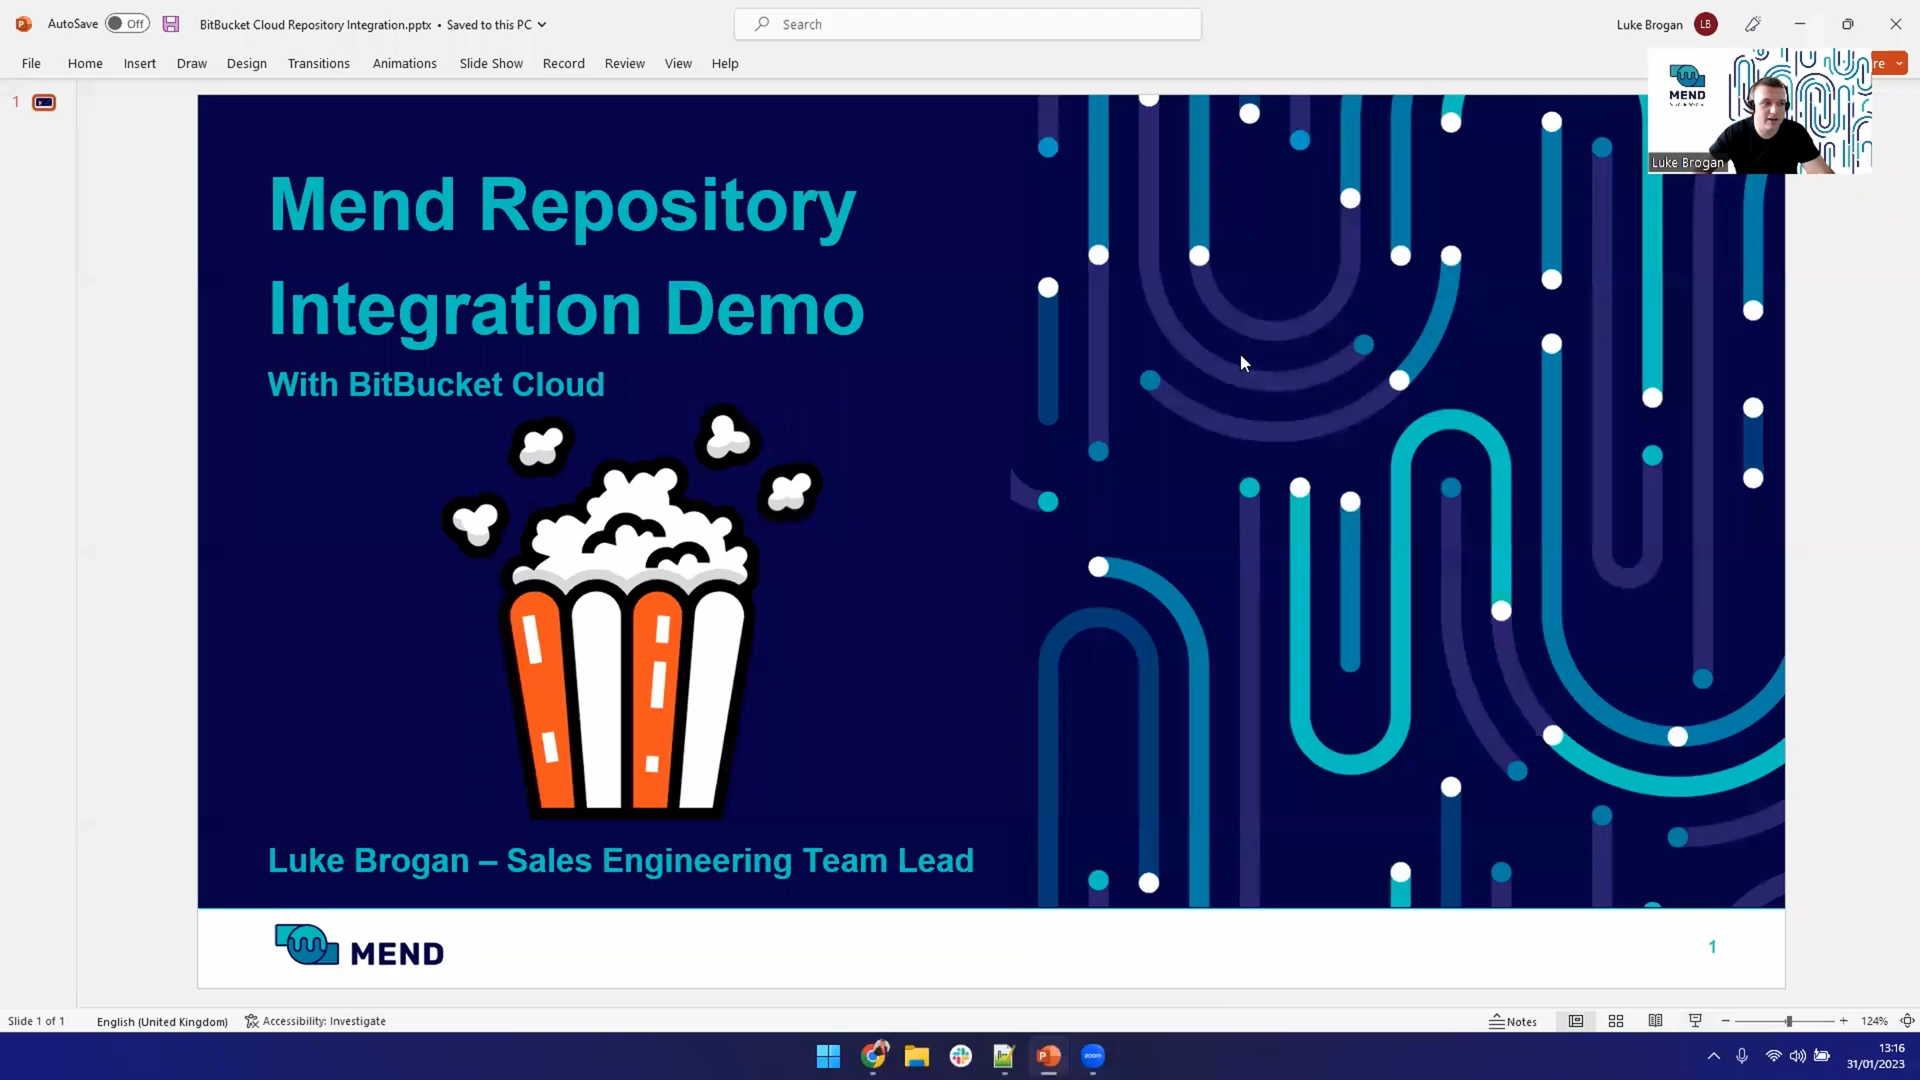 AutoSave Off BitBucket Cloud Repository Integration.pptx • Saved to this PC Search Luke Brogan LB
File Home Insert Draw Design Transitions Animations Slide Show Record Review View Help
MEND
Luke Brogan
1
Mend Repository
Integration Demo
With BitBucket Cloud
Luke Brogan – Sales Engineering Team Lead
MEND
1
Slide 1 of 1 English (United Kingdom) Accessibility: Investigate Notes 124%
zoom
13:16
31/01/2023